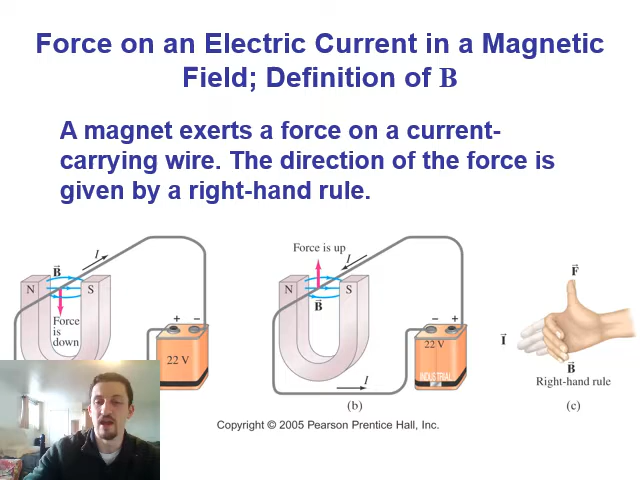 Force on an Electric Current in a Magnetic
Field; Definition of B
A magnet exerts a force on a current-
carrying wire. The direction of the force is
given by a right-hand rule.
I
B
N
S
Force
is
down
+ −
22 V
Force is up
I
N
S
B
− +
22 V
INDUSTRIAL
I
(b)
F
I
B
Right-hand rule
(c)
Copyright © 2005 Pearson Prentice Hall, Inc.